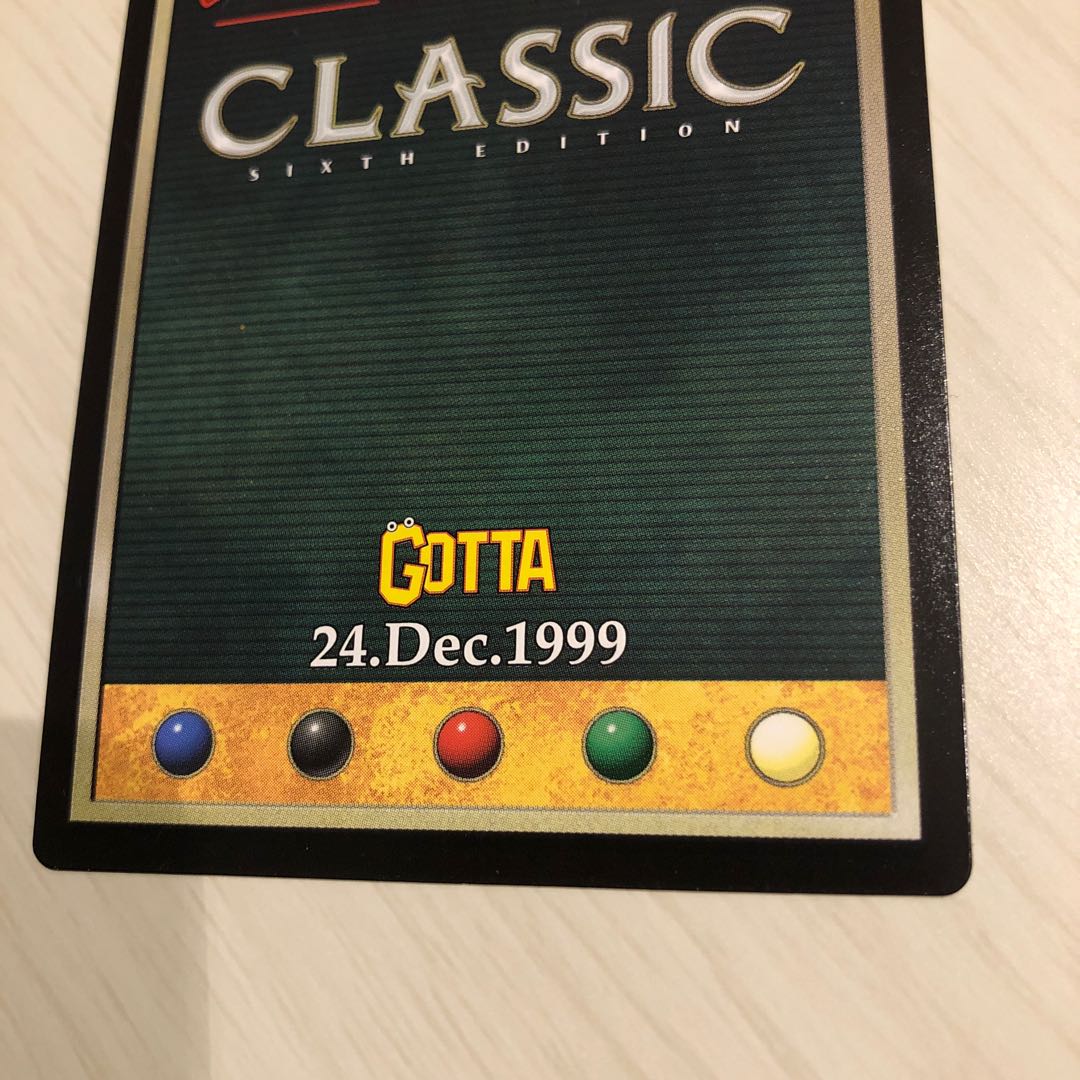 CLASSIC
SIXTH EDITION
GOTTA
24.Dec.1999